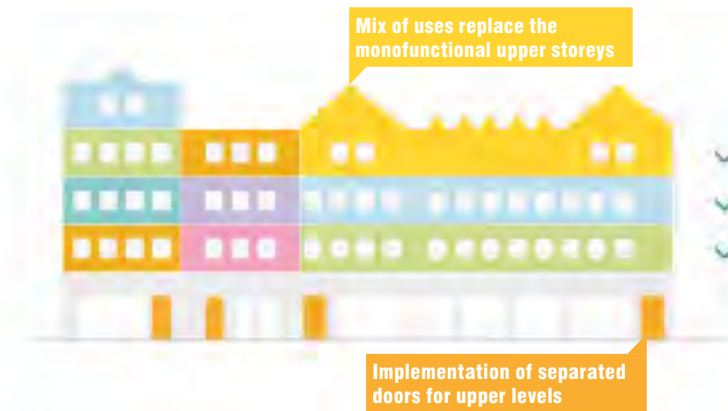 Mix of uses replace the
monofunctional upper storeys
Implementation of separated
doors for upper levels